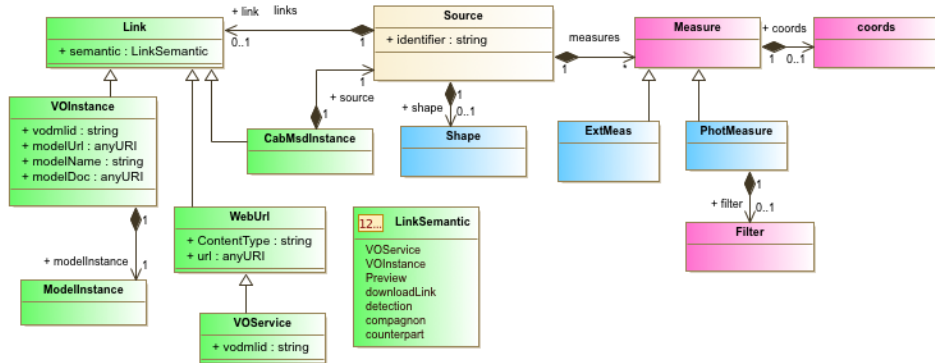 Link
+ semantic : LinkSemantic
+ link
links
0..1
1
Source
+ identifier : string
1
measures
*
Measure
+ coords
1
0..1
coords
VOInstance
+ vodmlid : string
+ modelUrl : anyURI
+ modelName : string
+ modelDoc : anyURI
1
+ modelInstance
1
ModelInstance
1
+ source
1
CabMsdInstance
1
+ shape
0..1
Shape
ExtMeas
PhotMeasure
1
+ filter
0..1
Filter
WebUrl
+ ContentType : string
+ url : anyURI
VOService
+ vodmlid : string
12...
LinkSemantic
VOService
VOInstance
Preview
downloadLink
detection
compagnon
counterpart